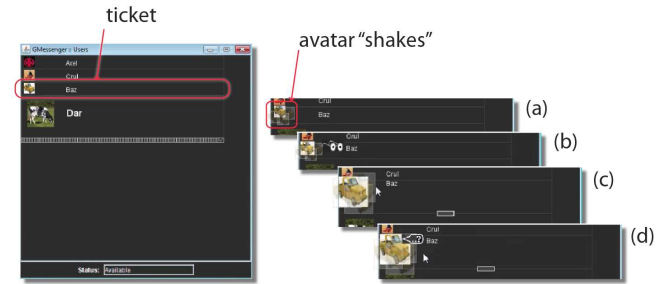 ticket
GMessenger :: Users
Axel
Crul
Baz
Dar
Status: Available
avatar "shakes"
Crul
Baz
(a)
Crul
Baz
(b)
Crul
Baz
(c)
Crul
...?
Baz
(d)